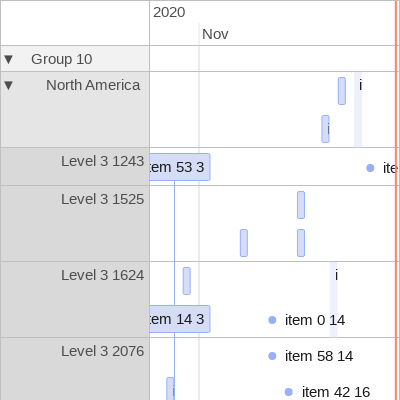 2020
Nov
▼ Group 10
▼ North America
i
i
Level 3 1243
tem 53 3
ite
Level 3 1525
Level 3 1624
i
tem 14 3
item 0 14
Level 3 2076
item 58 14
item 42 16
i